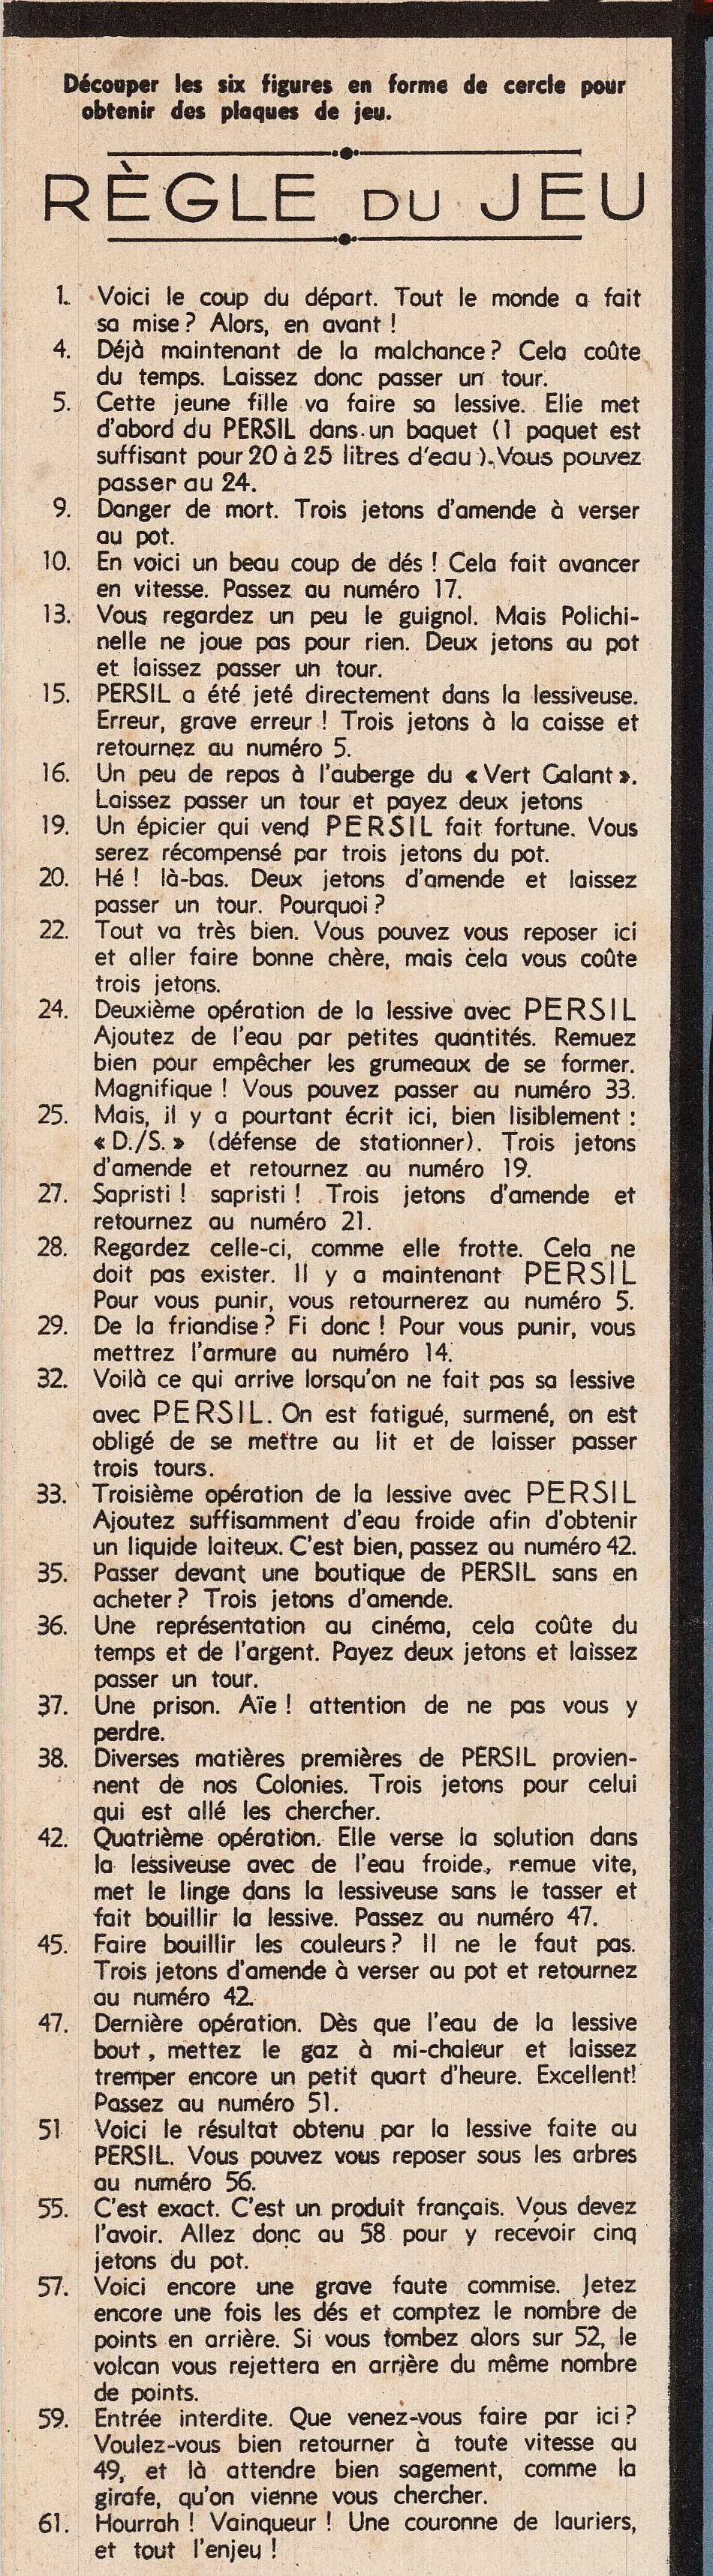 Découper les six figures en forme de cercle pour
obtenir des plaques de jeu.
RÈGLE DU JEU
1. Voici le coup du départ. Tout le monde a fait
sa mise? Alors, en avant !
4. Déjà maintenant de la malchance? Cela coûte
du temps. Laissez donc passer un tour.
5. Cette jeune fille va faire sa lessive. Elle met
d'abord du PERSIL dans un baquet (1 paquet est
suffisant pour 20 à 25 litres d'eau ). Vous pouvez
passer au 24.
9. Danger de mort. Trois jetons d'amende à verser
au pot.
10. En voici un beau coup de dés ! Cela fait avancer
en vitesse. Passez au numéro 17.
13. Vous regardez un peu le guignol. Mais Polichi-
nelle ne joue pas pour rien. Deux jetons au pot
et laissez passer un tour.
15. PERSIL a été jeté directement dans la lessiveuse.
Erreur, grave erreur ! Trois jetons à la caisse et
retournez au numéro 5.
16. Un peu de repos à l'auberge du « Vert Galant ».
Laissez passer un tour et payez deux jetons
19. Un épicier qui vend PERSIL fait fortune. Vous
serez récompensé par trois jetons du pot.
20. Hé ! là-bas. Deux jetons d'amende et laissez
passer un tour. Pourquoi ?
22. Tout va très bien. Vous pouvez vous reposer ici
et aller faire bonne chère, mais cela vous coûte
trois jetons.
24. Deuxième opération de la lessive avec PERSIL
Ajoutez de l'eau par petites quantités. Remuez
bien pour empêcher les grumeaux de se former.
Magnifique ! Vous pouvez passer au numéro 33.
25. Mais, il y a pourtant écrit ici, bien lisiblement :
« D./S. » (défense de stationner). Trois jetons
d'amende et retournez au numéro 19.
27. Sapristi ! sapristi ! Trois jetons d'amende et
retournez au numéro 21.
28. Regardez celle-ci, comme elle frotte. Cela ne
doit pas exister. Il y a maintenant PERSIL
Pour vous punir, vous retournerez au numéro 5.
29. De la friandise? Fi donc ! Pour vous punir, vous
mettrez l'armure au numéro 14.
32. Voilà ce qui arrive lorsqu'on ne fait pas sa lessive
avec PERSIL. On est fatigué, surmené, on est
obligé de se mettre au lit et de laisser passer
trois tours.
33. Troisième opération de la lessive avec PERSIL
Ajoutez suffisamment d'eau froide afin d'obtenir
un liquide laiteux. C'est bien, passez au numéro 42.
35. Passer devant une boutique de PERSIL sans en
acheter? Trois jetons d'amende.
36. Une représentation au cinéma, cela coûte du
temps et de l'argent. Payez deux jetons et laissez
passer un tour.
37. Une prison. Aïe ! attention de ne pas vous y
perdre.
38. Diverses matières premières de PERSIL provien-
nent de nos Colonies. Trois jetons pour celui
qui est allé les chercher.
42. Quatrième opération. Elle verse la solution dans
la lessiveuse avec de l'eau froide, remue vite,
met le linge dans la lessiveuse sans le tasser et
fait bouillir la lessive. Passez au numéro 47.
45. Faire bouillir les couleurs? Il ne le faut pas.
Trois jetons d'amende à verser au pot et retournez
au numéro 42
47. Dernière opération. Dès que l'eau de la lessive
bout, mettez le gaz à mi-chaleur et laissez
tremper encore un petit quart d'heure. Excellent!
Passez au numéro 51.
51 Voici le résultat obtenu par la lessive faite au
PERSIL. Vous pouvez vous reposer sous les arbres
au numéro 56.
55. C'est exact. C'est un produit français. Vous devez
l'avoir. Allez donc au 58 pour y recevoir cinq
jetons du pot.
57. Voici encore une grave faute commise. Jetez
encore une fois les dés et comptez le nombre de
points en arrière. Si vous tombez alors sur 52, le
volcan vous rejettera en arrière du même nombre
de points.
59. Entrée interdite. Que venez-vous faire par ici ?
Voulez-vous bien retourner à toute vitesse au
49, et là attendre bien sagement, comme la
girafe, qu'on vienne vous chercher.
61. Hourrah ! Vainqueur ! Une couronne de lauriers,
et tout l'enjeu !